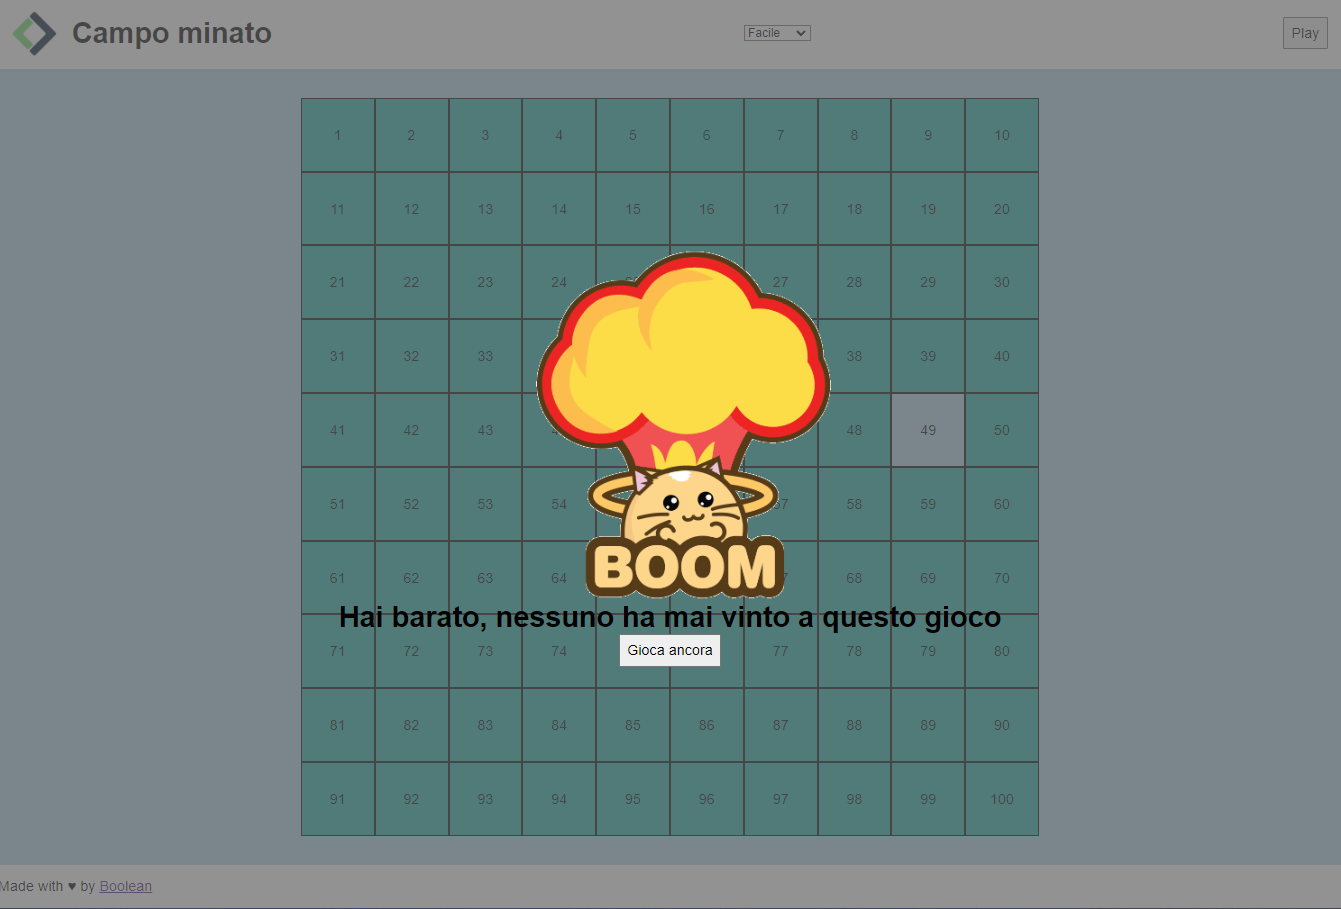 Campo minato
Facile
Play
1 2 3 4 5 6 7 8 9 10
11 12 13 14 15 16 17 18 19 20
21 22 23 24 27 28 29 30
31 32 33 38 39 40
41 42 43 48 49 50
51 52 53 54 58 59 60
61 62 63 64 68 69 70
BOOM
Hai barato, nessuno ha mai vinto a questo gioco
71 72 73 74 77 78 79 80
Gioca ancora
81 82 83 84 85 86 87 88 89 90
91 92 93 94 95 96 97 98 99 100
Made with ♥ by Boolean